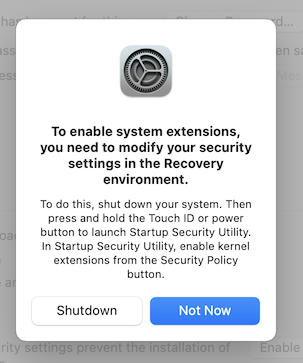 To enable system extensions,
you need to modify your security
settings in the Recovery
environment.
To do this, shut down your system. Then
press and hold the Touch ID or power
button to launch Startup Security Utility.
In Startup Security Utility, enable kernel
extensions from the Security Policy
button.
Shutdown Not Now
rity settings prevent the installation of Enable